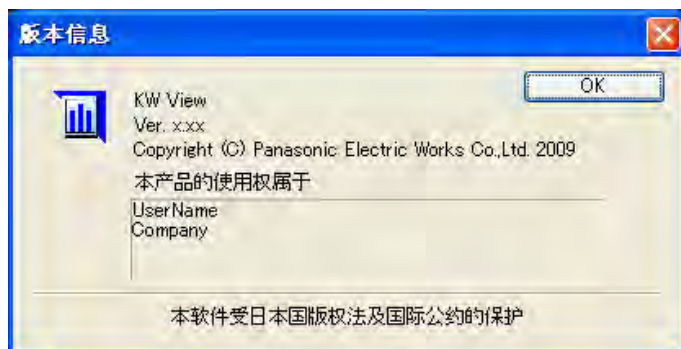 版本信息
OK
KW View
Ver. x.xx
Copyright (C) Panasonic Electric Works Co.,Ltd. 2009
本产品的使用权属于
UserName
Company
本软件受日本国版权法及国际公约的保护